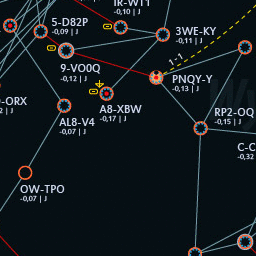 IR-WT1
-0,10 | J
5-D82P
-0,09 | J
3WE-KY
-0,11 | J
1-1
9-VO0Q
-0,12 | J
PNQY-Y
-0,13 | J
-ORX
| J
A8-XBW
-0,17 | J
RP2-OQ
-0,15 | J
AL8-V4
-0,07 | J
C-C
-0,32
OW-TPO
-0,07 | J